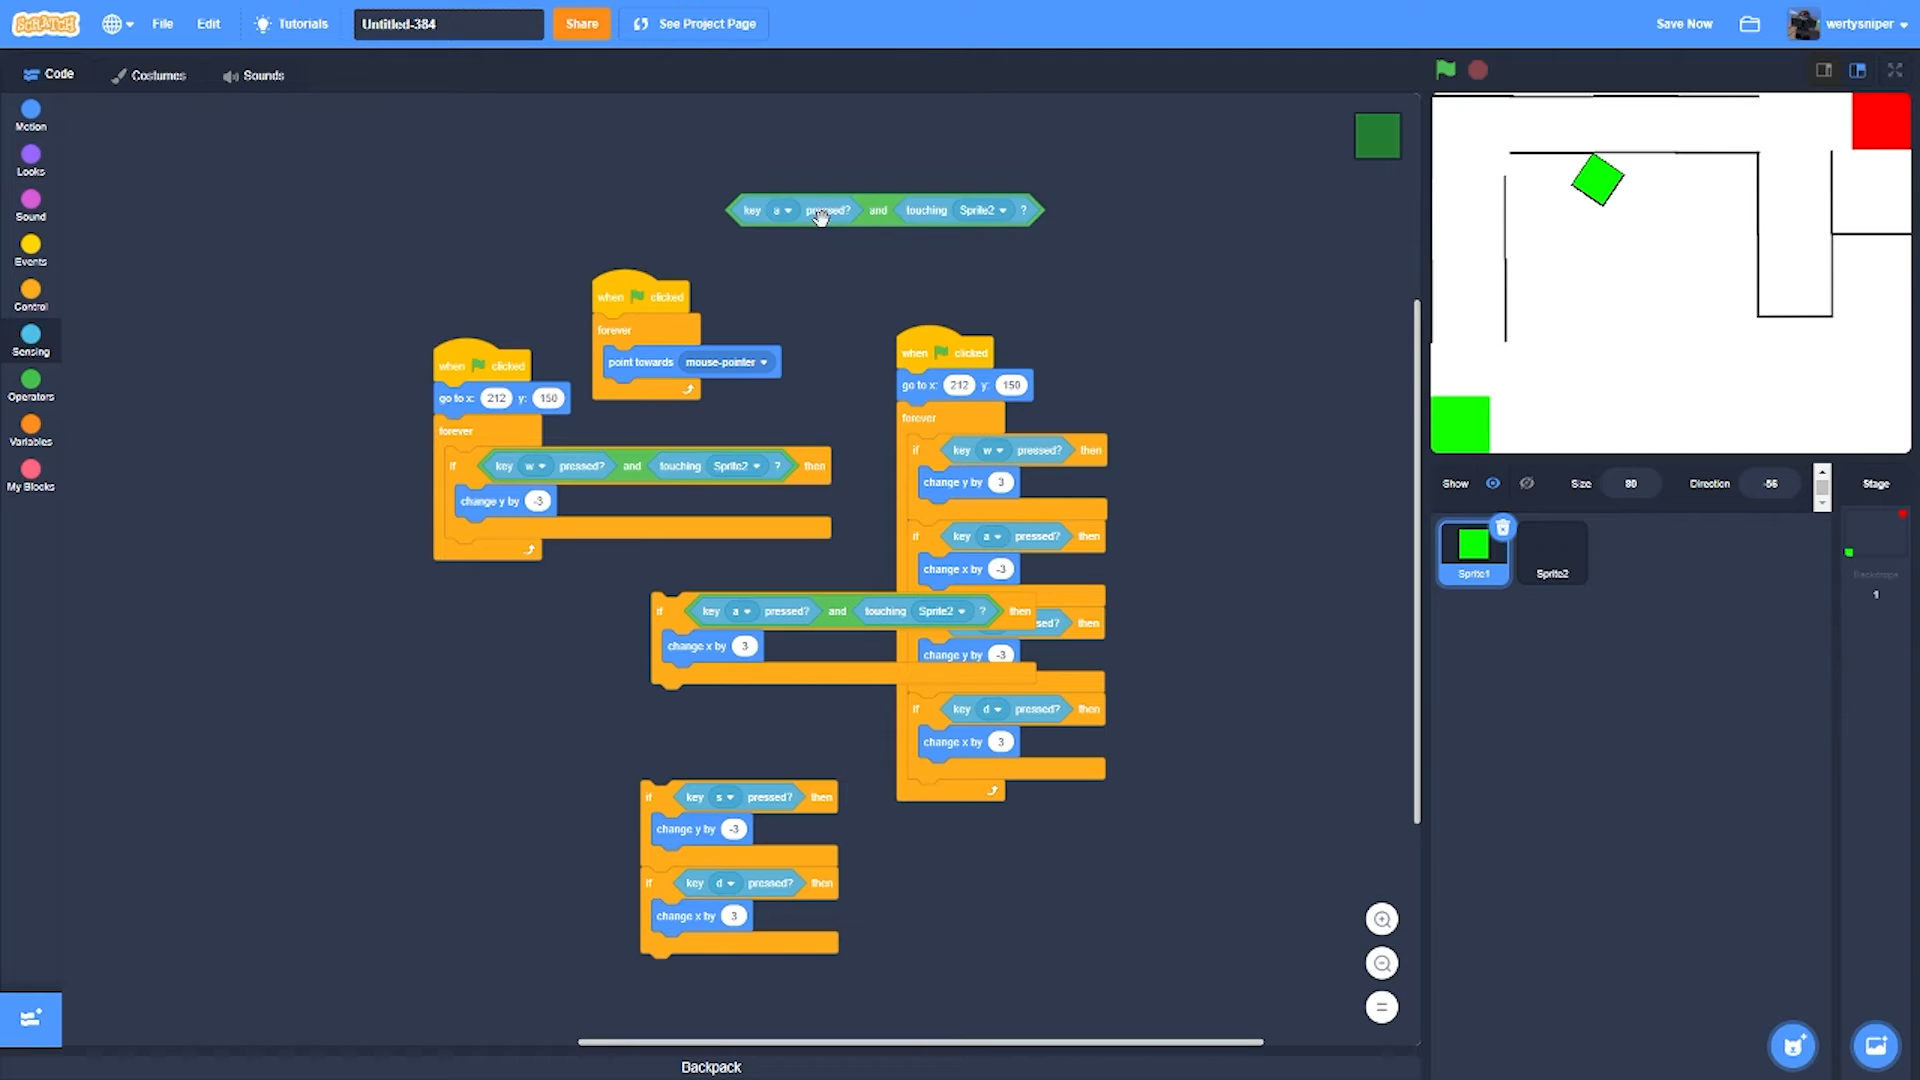 SCRATCH File Edit Tutorials Untitled-384 Share See Project Page Save Now wertysniper
Code Costumes Sounds
Motion
Looks
Sound
Events
Control
Sensing
Operators
Variables
My Blocks
key a pressed? and touching Sprite2 ?
when clicked
forever
point towards mouse-pointer
when clicked
go to x: 212 y: 150
forever
if key w pressed? and touching Sprite2 ? then
change y by -3
when clicked
go to x: 212 y: 150
forever
if key w pressed? then
change y by 3
if key a pressed? then
change x by -3
sed? then
change y by -3
if key d pressed? then
change x by 3
if key a pressed? and touching Sprite2 ? then
change x by 3
if key s pressed? then
change y by -3
if key d pressed? then
change x by 3
Backpack
Show Size 80 Direction -56
Sprite1 Sprite2
Stage
Backdrops
1